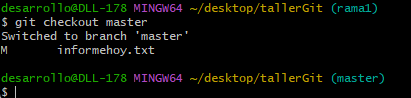 desarrollo@DLL-178 MINGW64 ~/desktop/tallerGit (rama1)
$ git checkout master
Switched to branch 'master'
M       informehoy.txt
desarrollo@DLL-178 MINGW64 ~/desktop/tallerGit (master)
$